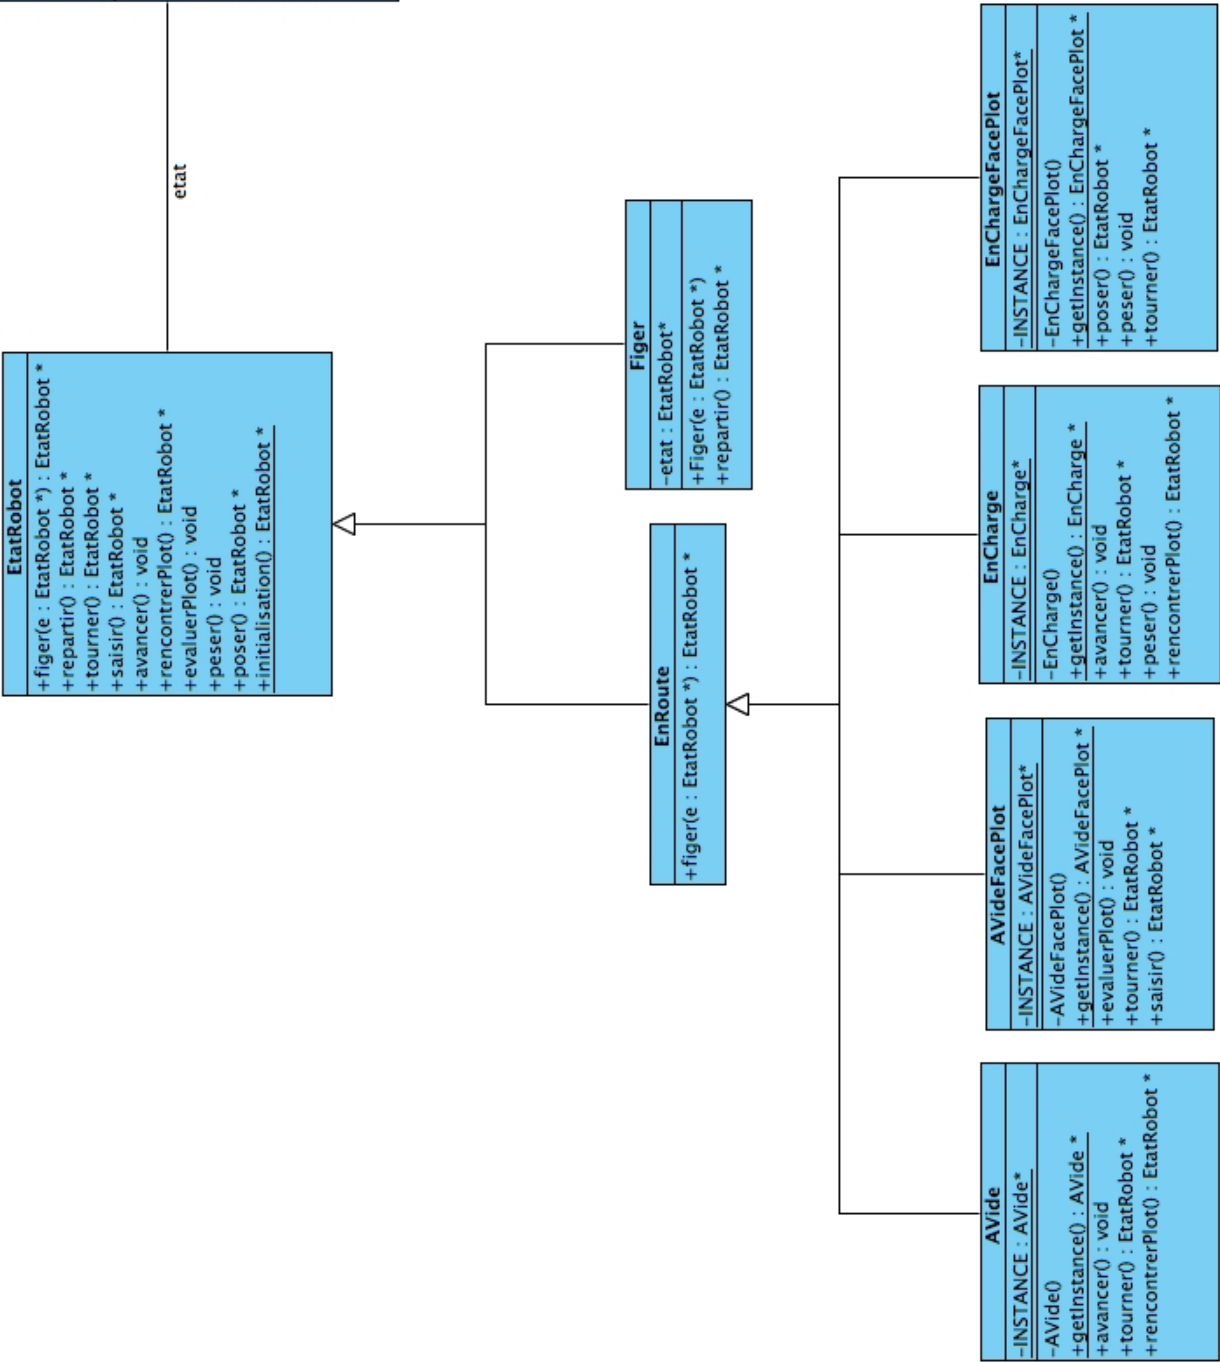 etat
EtatRobot
+figer(e : EtatRobot *) : EtatRobot *
+repartir() : EtatRobot *
+tourner() : EtatRobot *
+saisir() : EtatRobot *
+avancer() : void
+rencontrerPlot() : EtatRobot *
+evaluerPlot() : void
+peser() : void
+poser() : EtatRobot *
+initialisation() : EtatRobot *
EnRoute
+figer(e : EtatRobot *) : EtatRobot *
Figer
-etat : EtatRobot*
+Figer(e : EtatRobot *)
+repartir() : EtatRobot *
AVide
-INSTANCE : AVide*
-AVide()
+getInstance() : AVide *
+avancer() : void
+tourner() : EtatRobot *
+rencontrerPlot() : EtatRobot *
AVideFacePlot
-INSTANCE : AVideFacePlot*
-AVideFacePlot()
+getInstance() : AVideFacePlot *
+evaluerPlot() : void
+tourner() : EtatRobot *
+saisir() : EtatRobot *
EnCharge
-INSTANCE : EnCharge*
-EnCharge()
+getInstance() : EnCharge *
+avancer() : void
+tourner() : EtatRobot *
+peser() : void
+rencontrerPlot() : EtatRobot *
EnChargeFacePlot
-INSTANCE : EnChargeFacePlot*
-EnChargeFacePlot()
+getInstance() : EnChargeFacePlot *
+poser() : EtatRobot *
+peser() : void
+tourner() : EtatRobot *